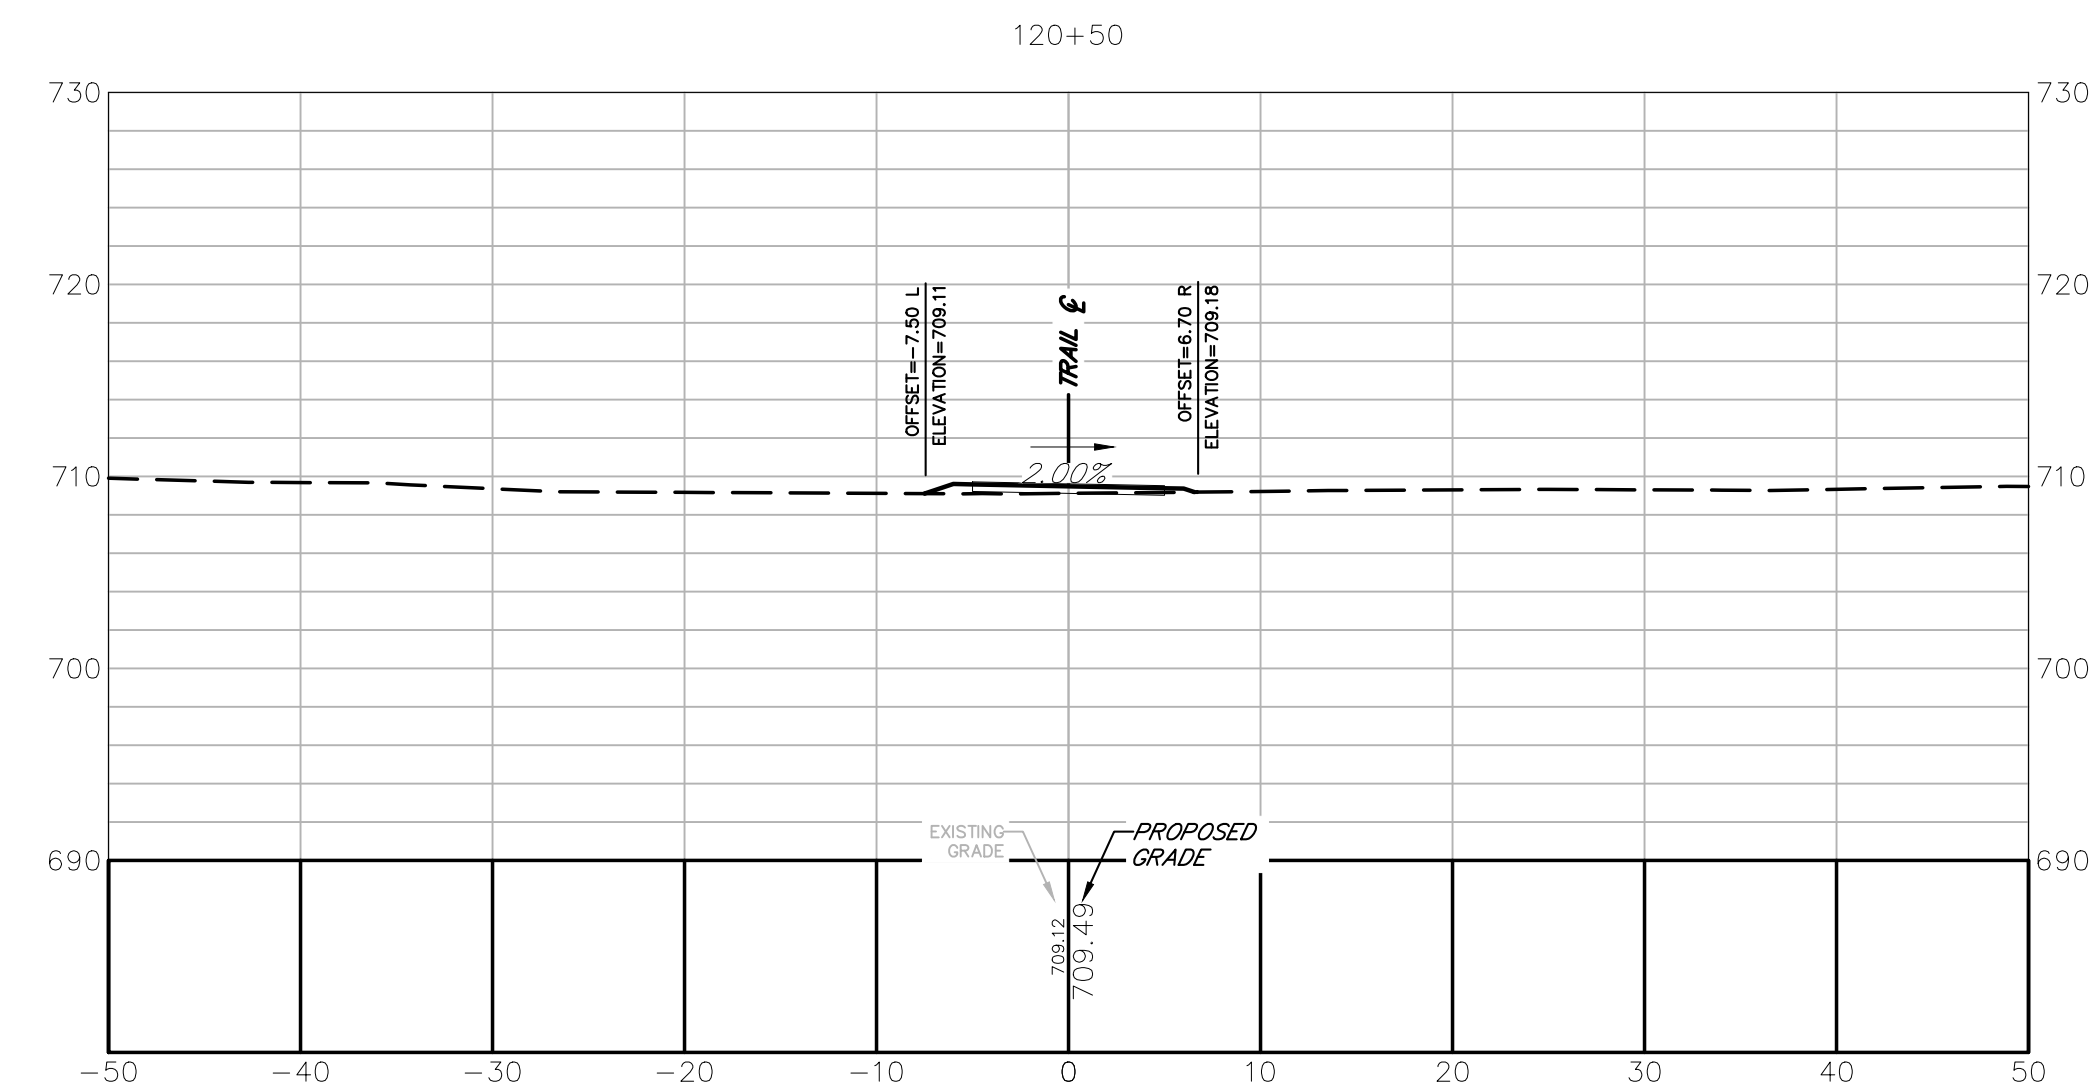 120+50
730 730
720 720
OFFSET=-7.50 L
ELEVATION=709.11
TRAIL ℄
OFFSET=6.70 R
ELEVATION=709.18
2.00%
710 710
700 700
EXISTING
GRADE
PROPOSED
GRADE
690 690
709.12
709.49
-50 -40 -30 -20 -10 0 10 20 30 40 50